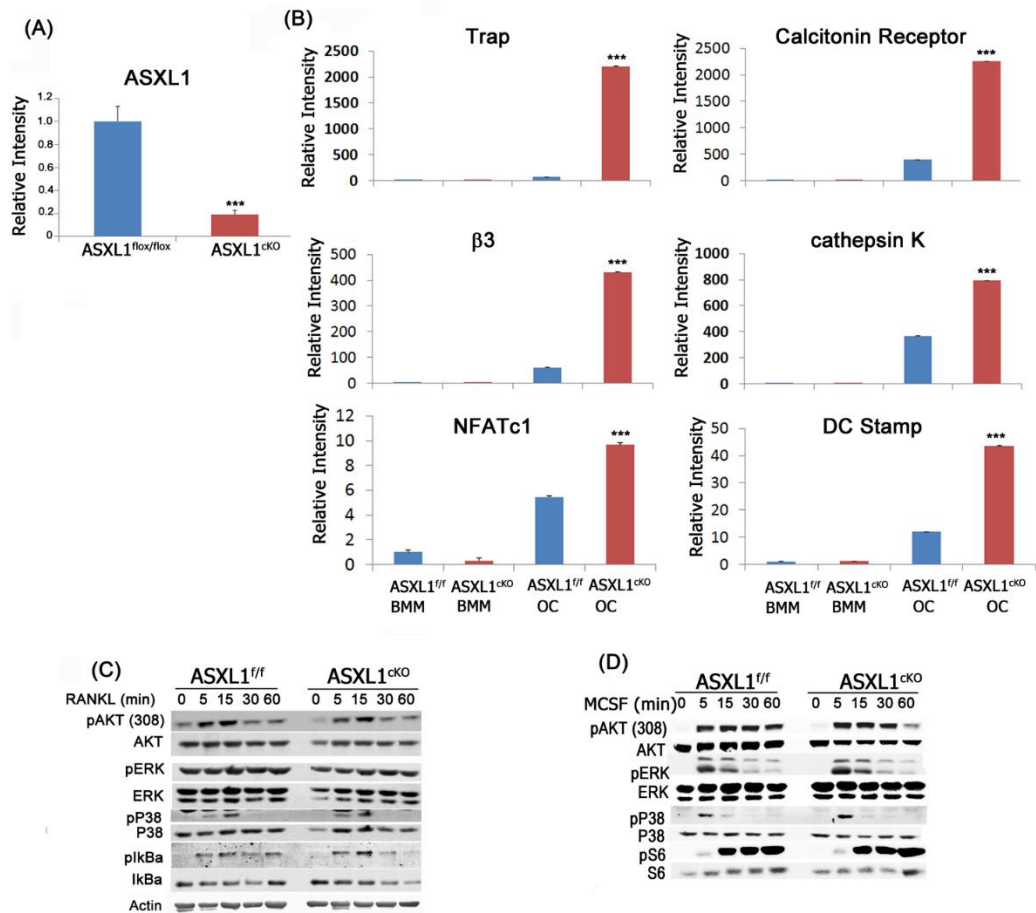 (A)
ASXL1
Relative Intensity
1.2
1.0
0.8
0.6
0.4
0.2
0
***
ASXL1flox/flox ASXL1cKO
(B)
Trap
Relative Intensity
2500
2000
1500
1000
500
0
***
Calcitonin Receptor
Relative Intensity
2500
2000
1500
1000
500
0
***
β3
Relative Intensity
500
400
300
200
100
0
***
cathepsin K
Relative Intensity
1000
800
600
400
200
0
***
NFATc1
Relative Intensity
12
10
8
6
4
2
0
***
ASXL1f/f ASXL1cKO ASXL1f/f ASXL1cKO
BMM BMM OC OC
DC Stamp
Relative Intensity
50
40
30
20
10
0
***
ASXL1f/f ASXL1cKO ASXL1f/f ASXL1cKO
BMM BMM OC OC
(C)
ASXL1f/f ASXL1cKO
RANKL (min) 0 5 15 30 60 0 5 15 30 60
pAKT (308)
AKT
pERK
ERK
pP38
P38
pIkBa
IkBa
Actin
(D)
ASXL1f/f ASXL1cKO
MCSF (min) 0 5 15 30 60 0 5 15 30 60
pAKT (308)
AKT
pERK
ERK
pP38
P38
pS6
S6